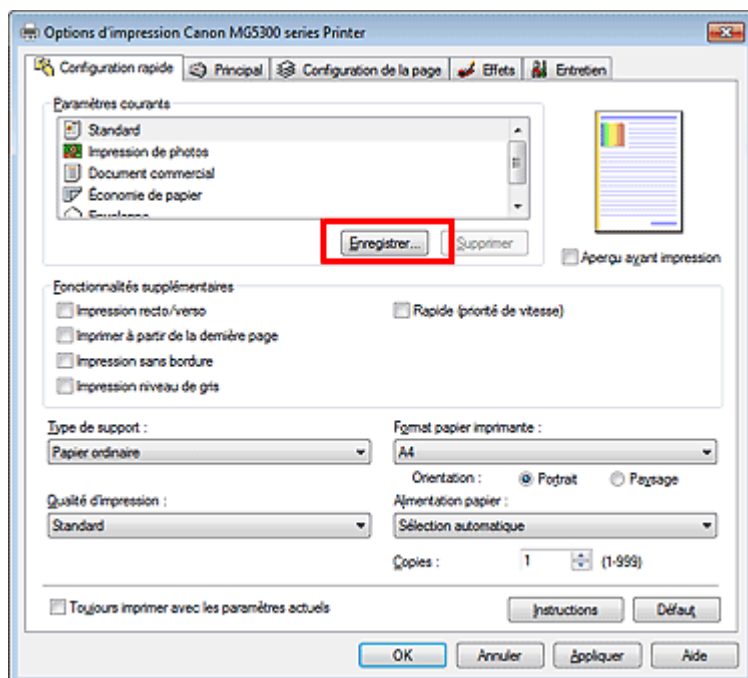 Options d'impression Canon MG5300 series Printer
Configuration rapide Principal Configuration de la page Effets Entretien
Paramètres courants
Standard
Impression de photos
Document commercial
Économie de papier
Enveloppe
Enregistrer... Supprimer
Aperçu avant impression
Fonctionnalités supplémentaires
Impression recto/verso Rapide (priorité de vitesse)
Imprimer à partir de la dernière page
Impression sans bordure
Impression niveau de gris
Type de support : Format papier imprimante :
Papier ordinaire A4
Orientation : Portrait Paysage
Qualité d'impression : Alimentation papier :
Standard Sélection automatique
Copies : 1 (1-999)
Toujours imprimer avec les paramètres actuels Instructions Défaut
OK Annuler Appliquer Aide